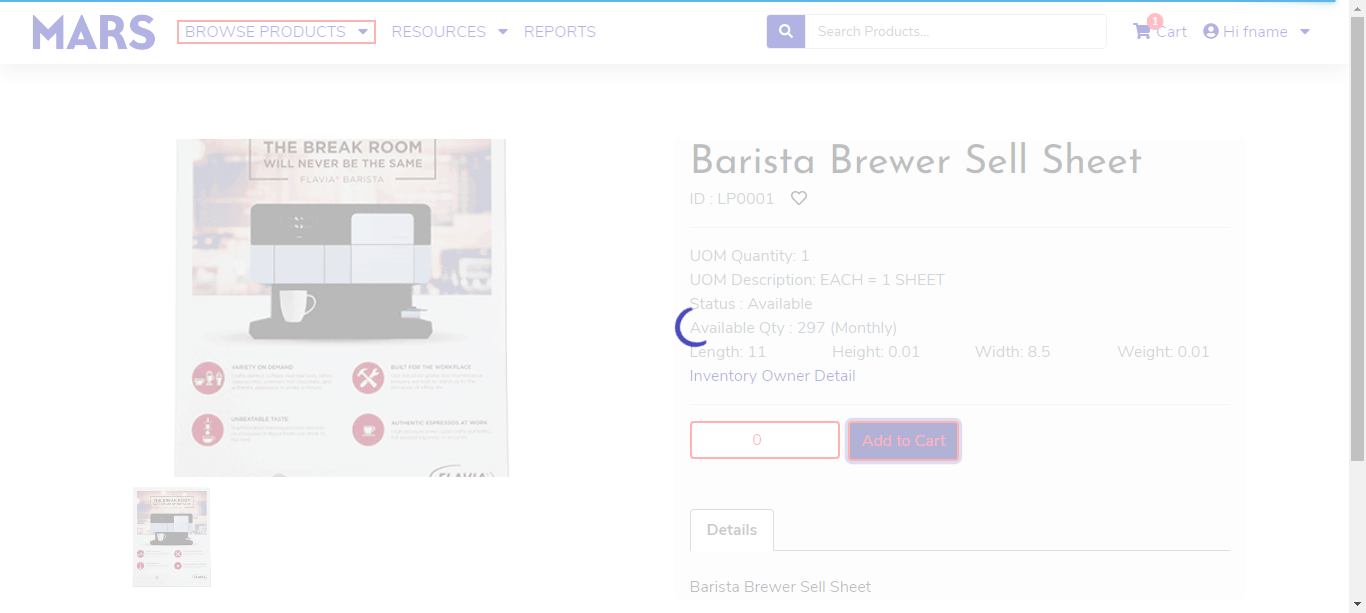 MARS
BROWSE PRODUCTS
RESOURCES
REPORTS
Search Products...
1
Cart
Hi fname
THE BREAK ROOM
WILL NEVER BE THE SAME
FLAVIA® BARISTA
VARIETY ON DEMAND
BUILT FOR THE WORKPLACE
UNBEATABLE TASTE
AUTHENTIC ESPRESSOS AT WORK
FLAVIA
Barista Brewer Sell Sheet
ID : LP0001
UOM Quantity: 1
UOM Description: EACH = 1 SHEET
Status : Available
Available Qty : 297 (Monthly)
Length: 11 Height: 0.01 Width: 8.5 Weight: 0.01
Inventory Owner Detail
0
Add to Cart
Details
Barista Brewer Sell Sheet